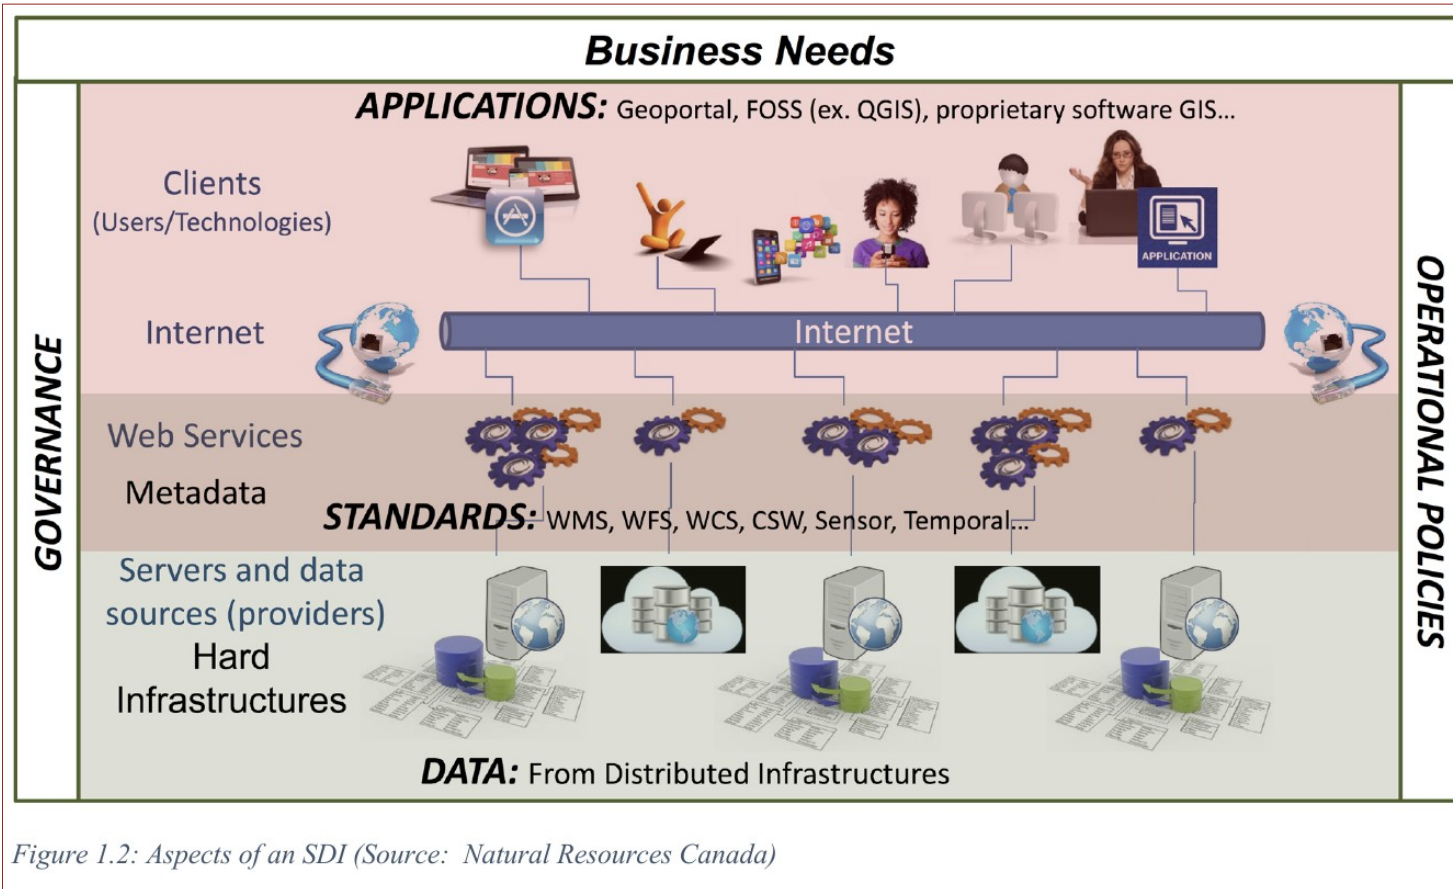 Business Needs
GOVERNANCE
OPERATIONAL POLICIES
APPLICATIONS: Geoportal, FOSS (ex. QGIS), proprietary software GIS...
Clients
(Users/Technologies)
APPLICATION
Internet
Internet
Web Services
Metadata
STANDARDS: WMS, WFS, WCS, CSW, Sensor, Temporal...
Servers and data
sources (providers)
Hard
Infrastructures
DATA: From Distributed Infrastructures
Figure 1.2: Aspects of an SDI (Source:  Natural Resources Canada)